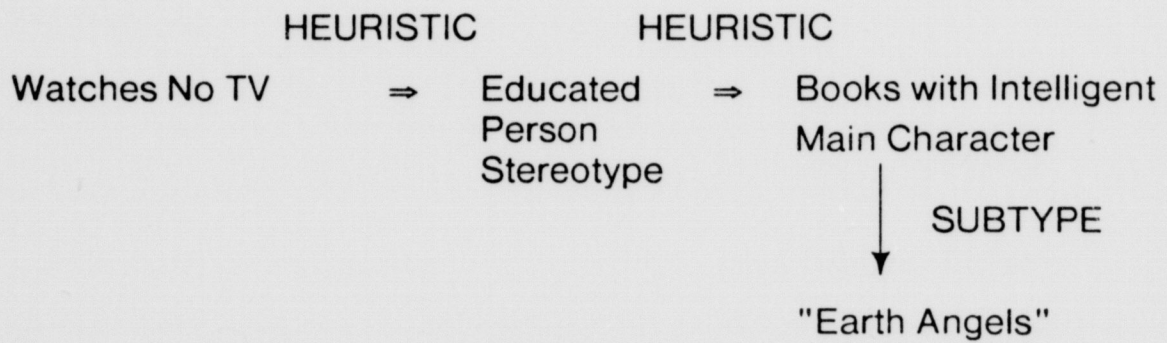 HEURISTIC HEURISTIC
Watches No TV ⇒ Educated ⇒ Books with Intelligent
Person Main Character
Stereotype
SUBTYPE
"Earth Angels"